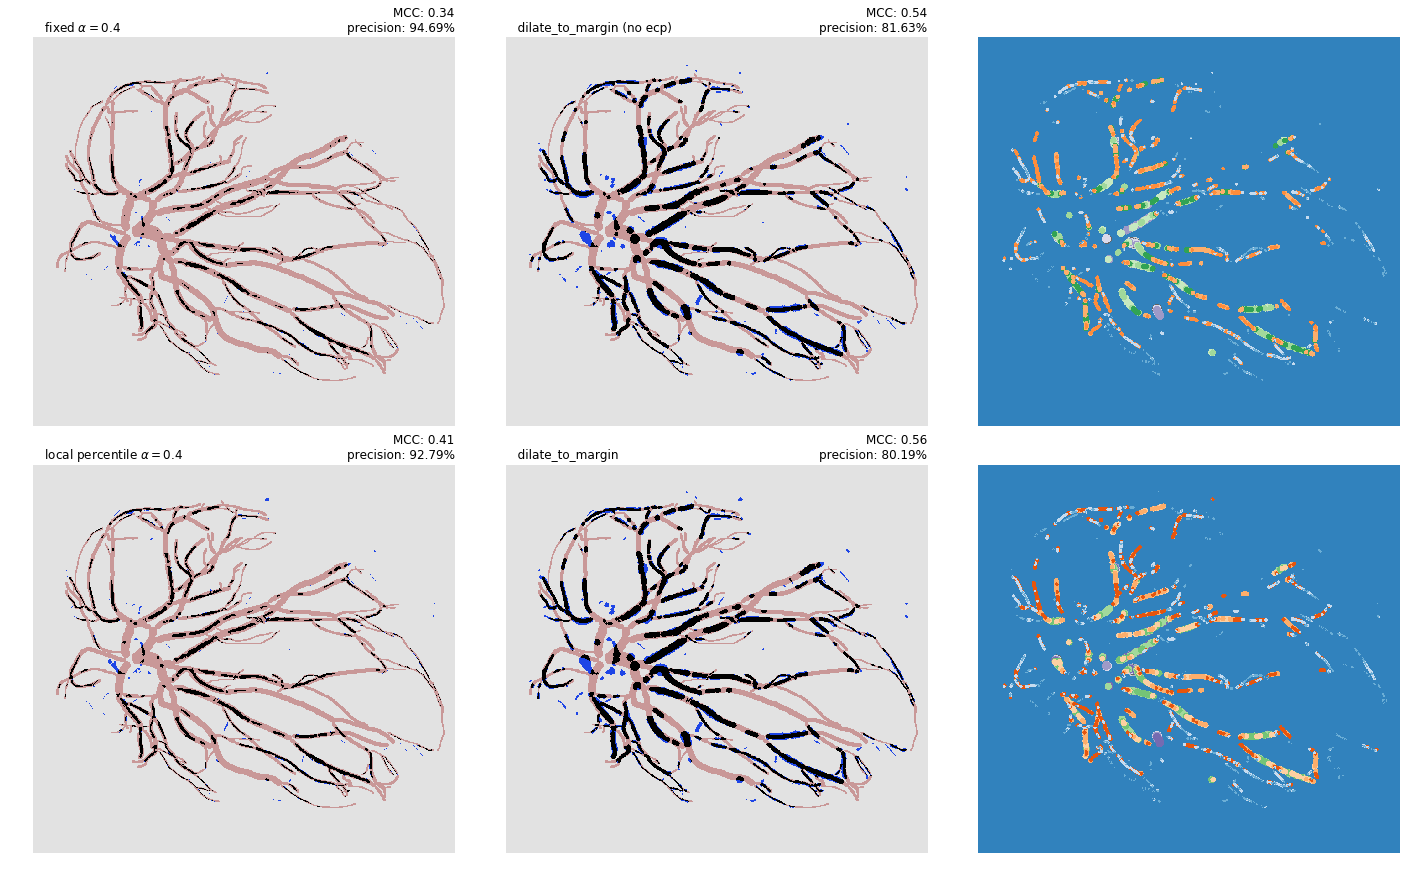 MCC: 0.34
fixed α = 0.4 precision: 94.69%
MCC: 0.54
dilate_to_margin (no ecp) precision: 81.63%
MCC: 0.41
local percentile α = 0.4 precision: 92.79%
MCC: 0.56
dilate_to_margin precision: 80.19%